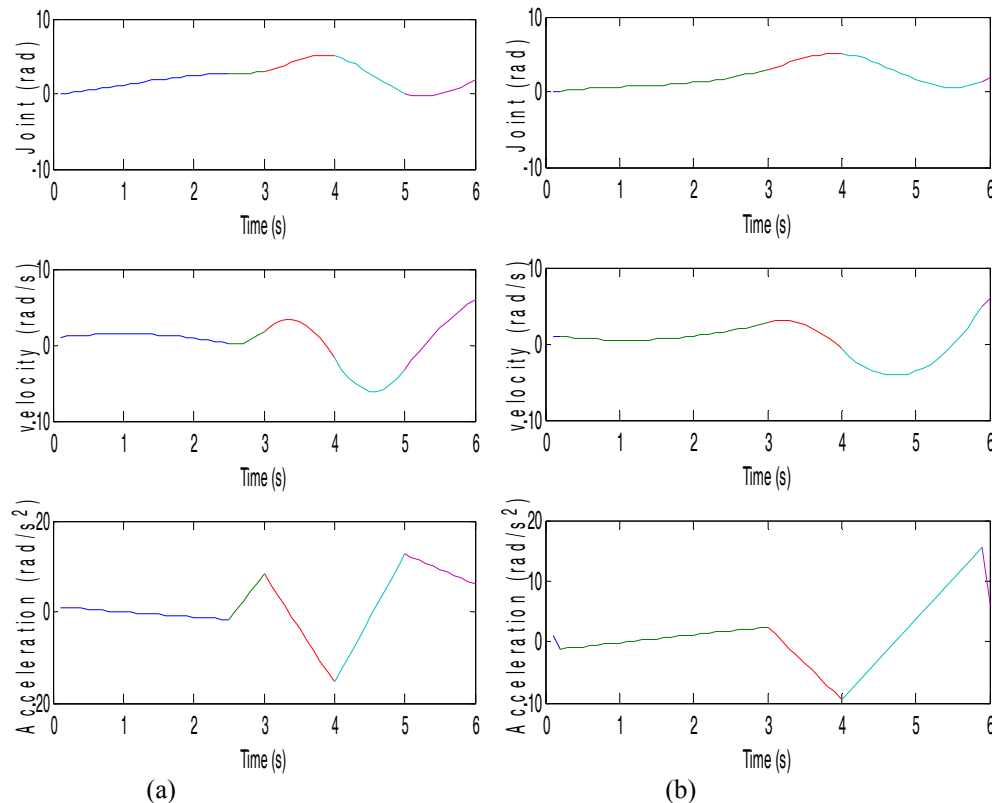 10
0
-10
Joint (rad)
0 1 2 3 4 5 6
Time (s)
10
0
-10
Joint (rad)
0 1 2 3 4 5 6
Time (s)
10
0
-10
velocity (rad/s)
0 1 2 3 4 5 6
Time (s)
10
0
-10
velocity (rad/s)
0 1 2 3 4 5 6
Time (s)
20
0
-20
Acceleration (rad/s²)
0 1 2 3 4 5 6
Time (s)
20
10
0
-10
Acceleration (rad/s²)
0 1 2 3 4 5 6
Time (s)
(a)
(b)